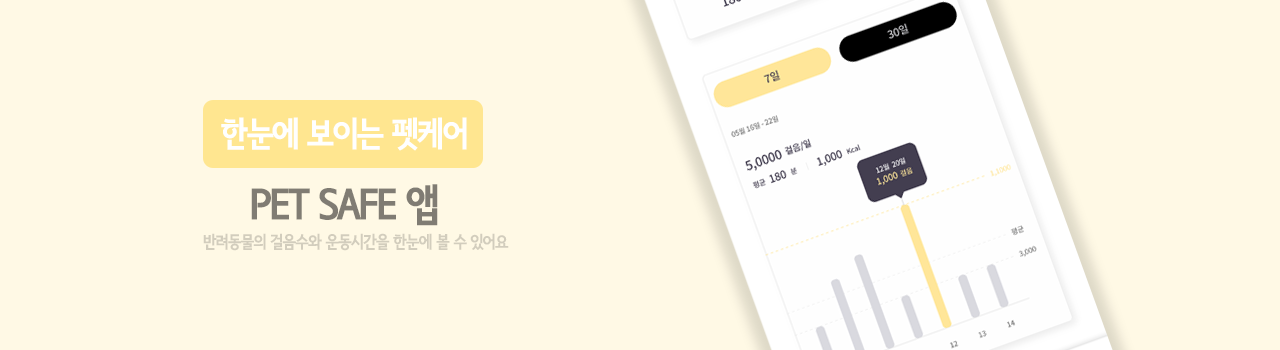 한눈에 보이는 펫케어
PET SAFE 앱
반려동물의 걸음수와 운동시간을 한눈에 볼 수 있어요
7일
30일
05월 16일 - 22일
5,0000 걸음/일
평균 180 분
1,000 Kcal
12월 20일
1,000 걸음
평균
3,000
12
13
14